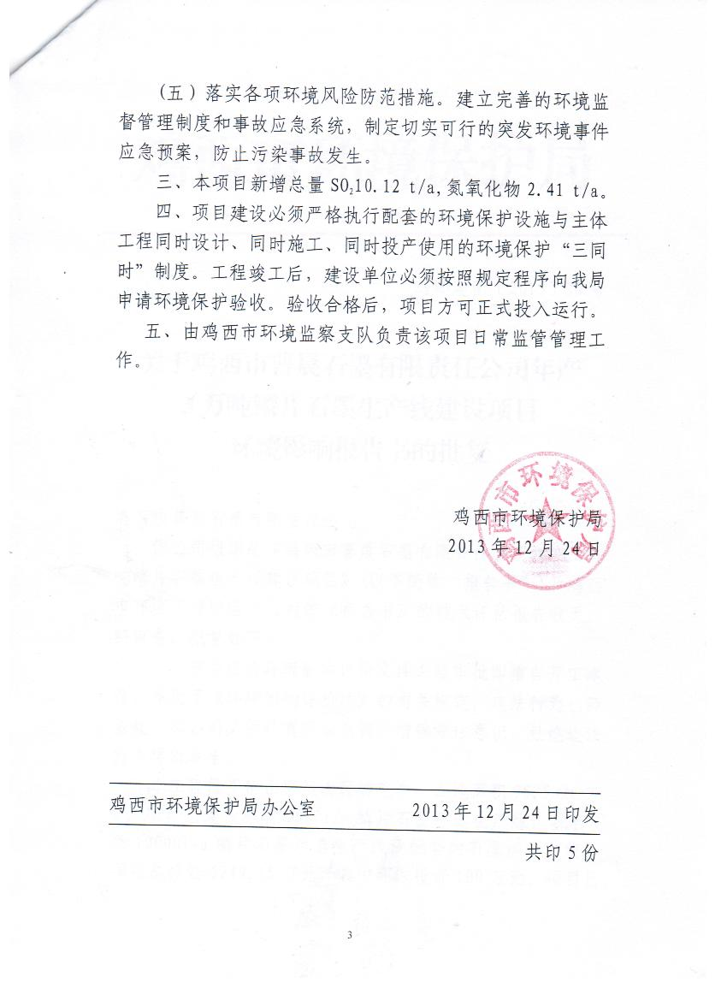 (五)落实各项环境风险防范措施。建立完善的环境监
督管理制度和事故应急系统，制定切实可行的突发环境事件
应急预案，防止污染事故发生。
三、本项目新增总量 SO₂10.12 t/a,氮氧化物 2.41 t/a。
四、项目建设必须严格执行配套的环境保护设施与主体
工程同时设计、同时施工、同时投产使用的环境保护“三同
时”制度。工程竣工后，建设单位必须按照规定程序向我局
申请环境保护验收。验收合格后，项目方可正式投入运行。
五、由鸡西市环境监察支队负责该项目日常监管管理工
作。
鸡西市环境保护局
鸡西市环境保护局
2013 年 12 月 24 日
鸡西市环境保护局办公室 2013 年 12 月 24 日印发
共印 5 份
3